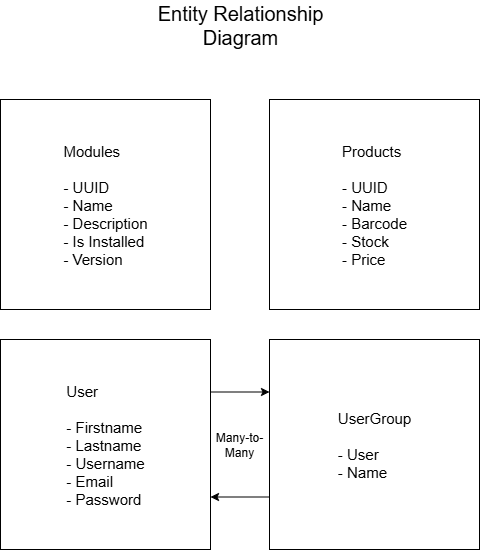 Entity Relationship
Diagram
Modules
- UUID
- Name
- Description
- Is Installed
- Version
Products
- UUID
- Name
- Barcode
- Stock
- Price
User
- Firstname
- Lastname
- Username
- Email
- Password
Many-to-
Many
UserGroup
- User
- Name